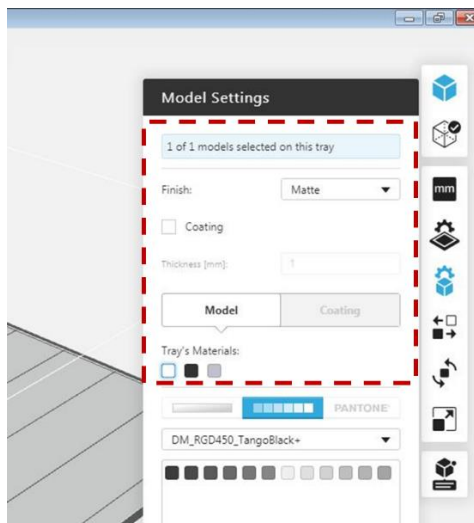 Model Settings
1 of 1 models selected on this tray
Finish: Matte
Coating
Thickness [mm]: 1
Model Coating
Tray's Materials:
PANTONE®
DM_RGD450_TangoBlack+
mm